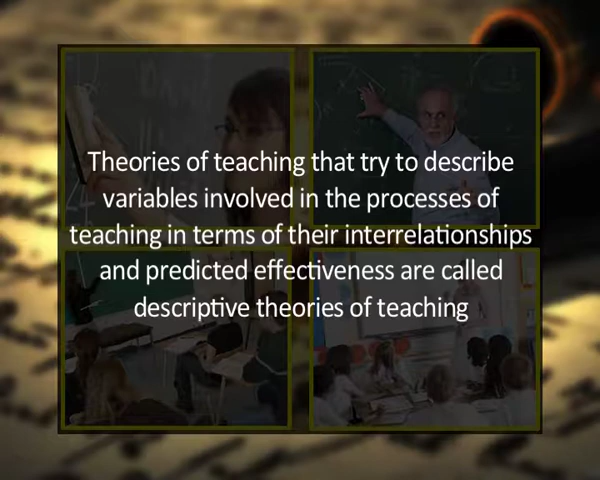 Theories of teaching that try to describe
variables involved in the processes of
teaching in terms of their interrelationships
and predicted effectiveness are called
descriptive theories of teaching